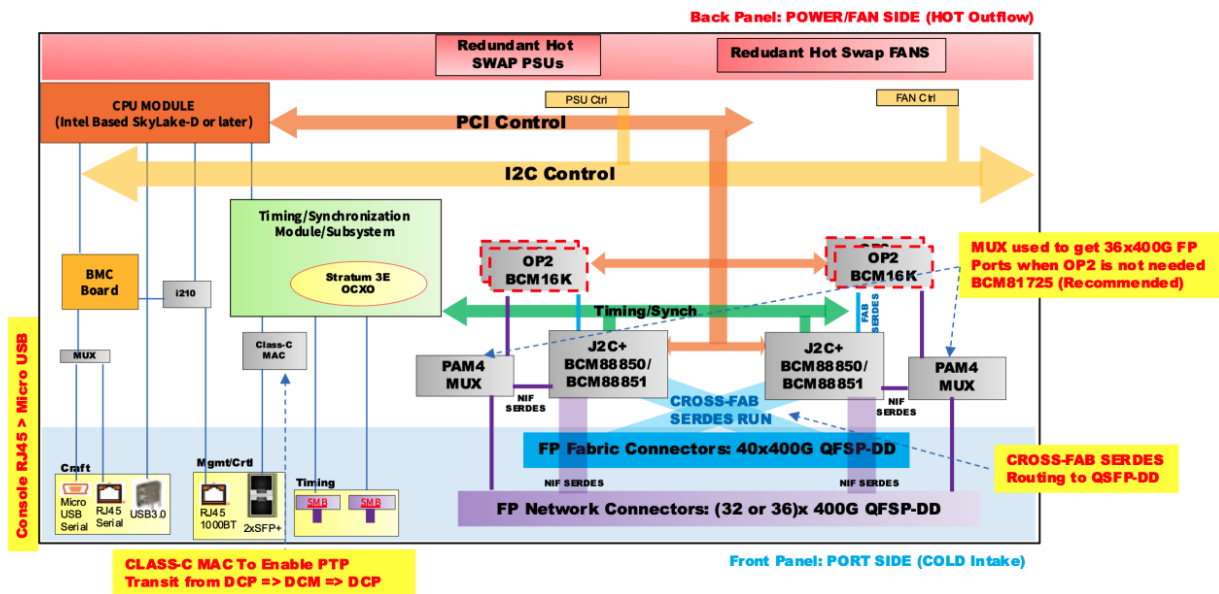 Back Panel: POWER/FAN SIDE (HOT Outflow)
Redundant Hot
SWAP PSUs
Redudant Hot Swap FANS
CPU MODULE
(Intel Based SkyLake-D or later)
PSU Ctrl
FAN Ctrl
PCI Control
I2C Control
Timing/Synchronization
Module/Subsystem
Stratum 3E
OCXO
BMC
Board
i210
OP2
BCM16K
OP2
BCM16K
MUX used to get 36x400G FP
Ports when OP2 is not needed
BCM81725 (Recommended)
Timing/Synch
FAB
SERDES
Class-C
MAC
MUX
J2C+
BCM88850/
BCM88851
J2C+
BCM88850/
BCM88851
PAM4
MUX
PAM4
MUX
NIF
SERDES
NIF
SERDES
CROSS-FAB
SERDES RUN
Console RJ45 > Micro USB
FP Fabric Connectors: 40x400G QFSP-DD
CROSS-FAB SERDES
Routing to QSFP-DD
NIF SERDES
NIF SERDES
FP Network Connectors: (32 or 36)x 400G QFSP-DD
Craft
Micro
USB
Serial
RJ45
Serial
USB3.0
Mgmt/Crtl
RJ45
1000BT
2xSFP+
Timing
SMB
SMB
CLASS-C MAC To Enable PTP
Transit from DCP => DCM => DCP
Front Panel: PORT SIDE (COLD Intake)